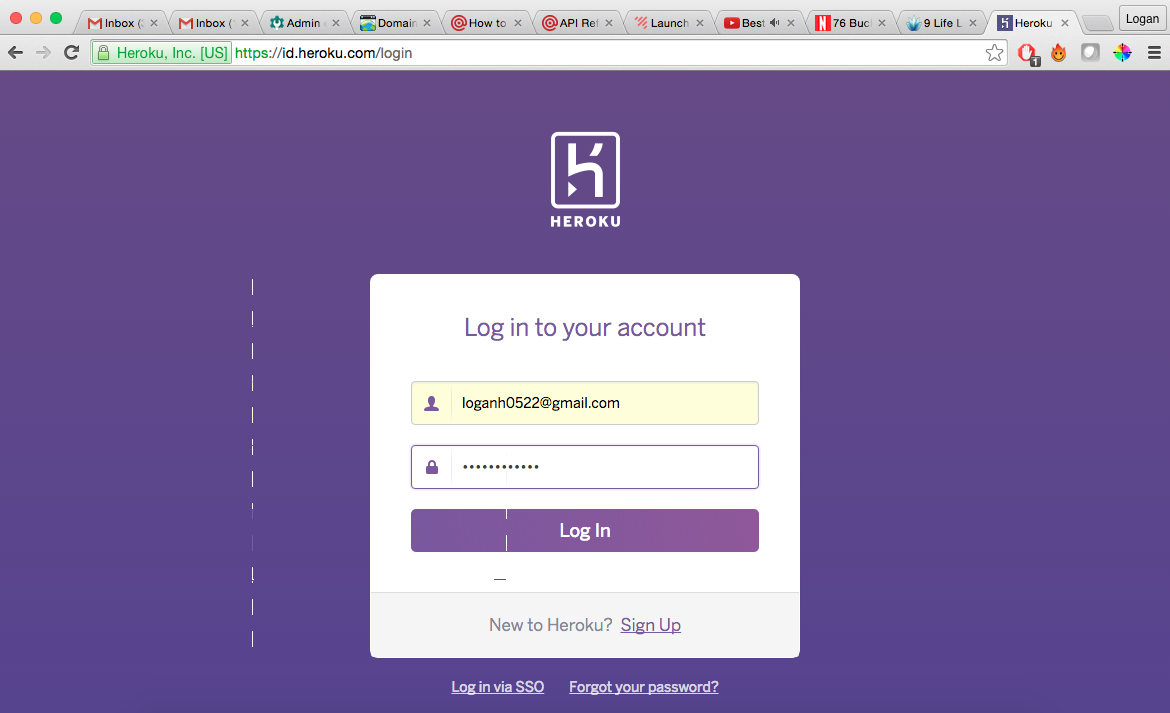 Inbox (
Inbox (
Admin
Domain
How to
API Ref
Launch
Best
76 Buc
9 Life L
Heroku
Logan
Heroku, Inc. [US] https://id.heroku.com/login
1
HEROKU
Log in to your account
loganh0522@gmail.com
••••••••••••
Log In
New to Heroku? Sign Up
Log in via SSO Forgot your password?